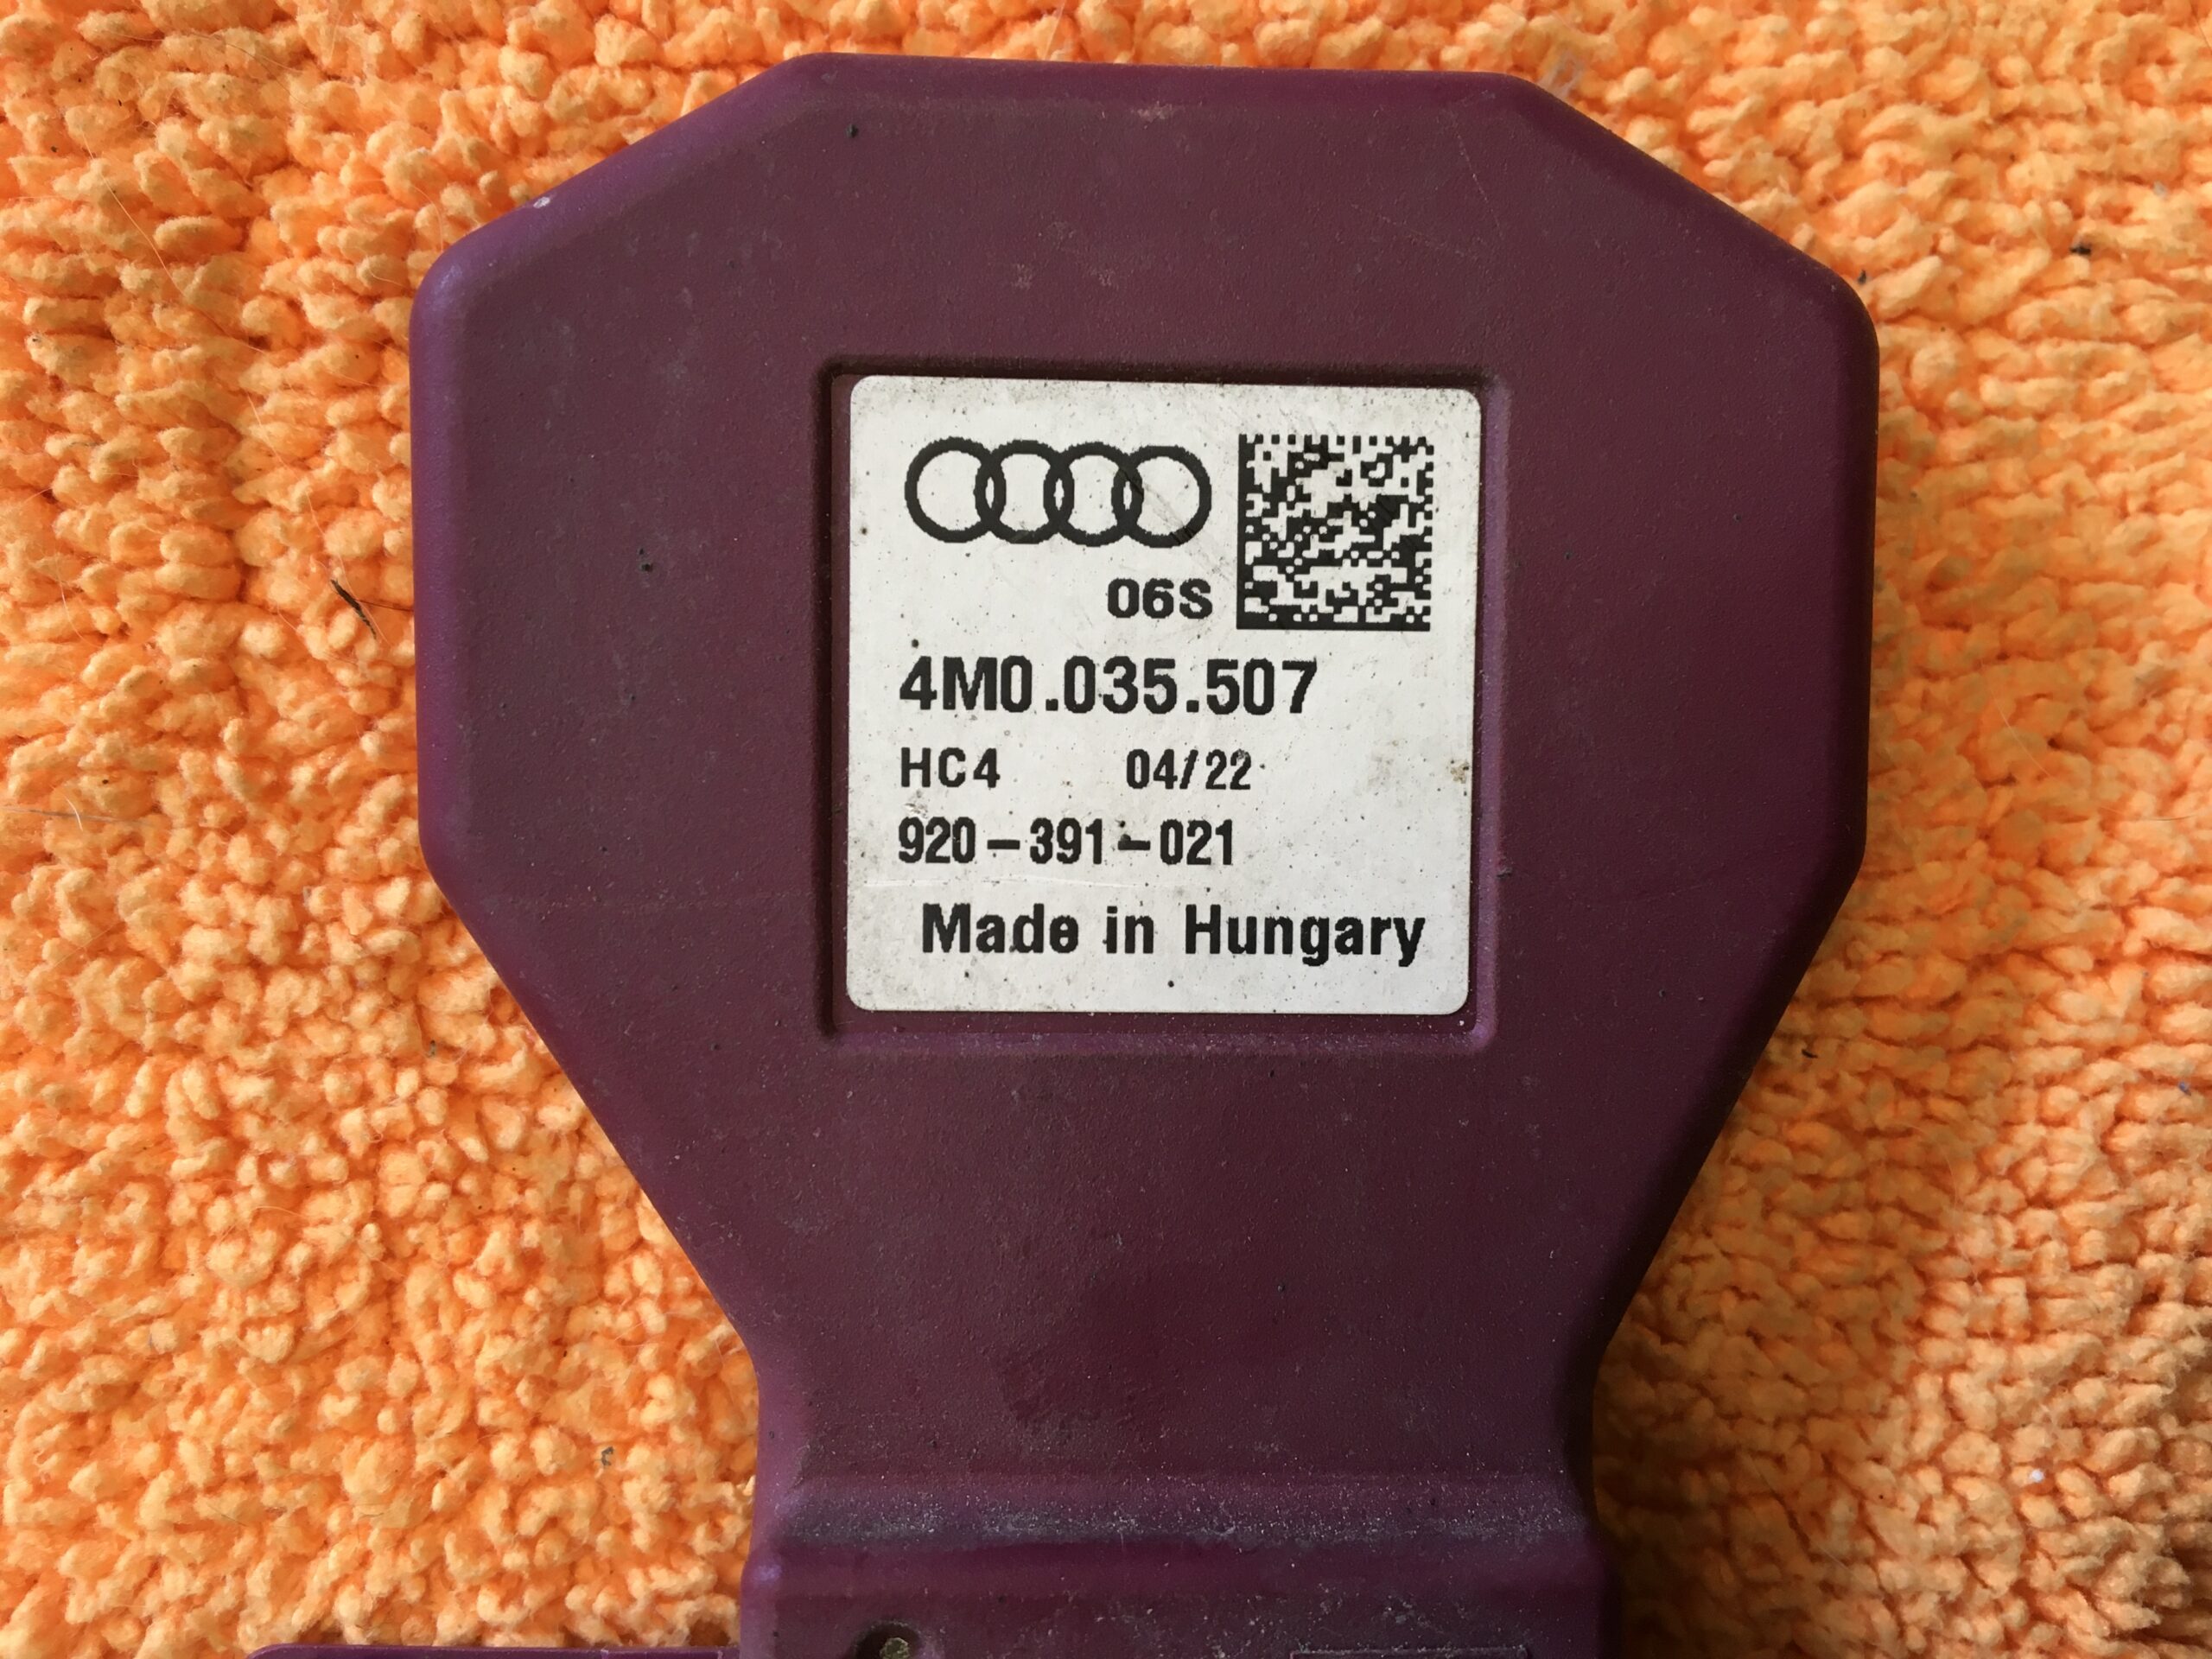 06S
4M0.035.507
HC4 04/22
920-391-021
Made in Hungary